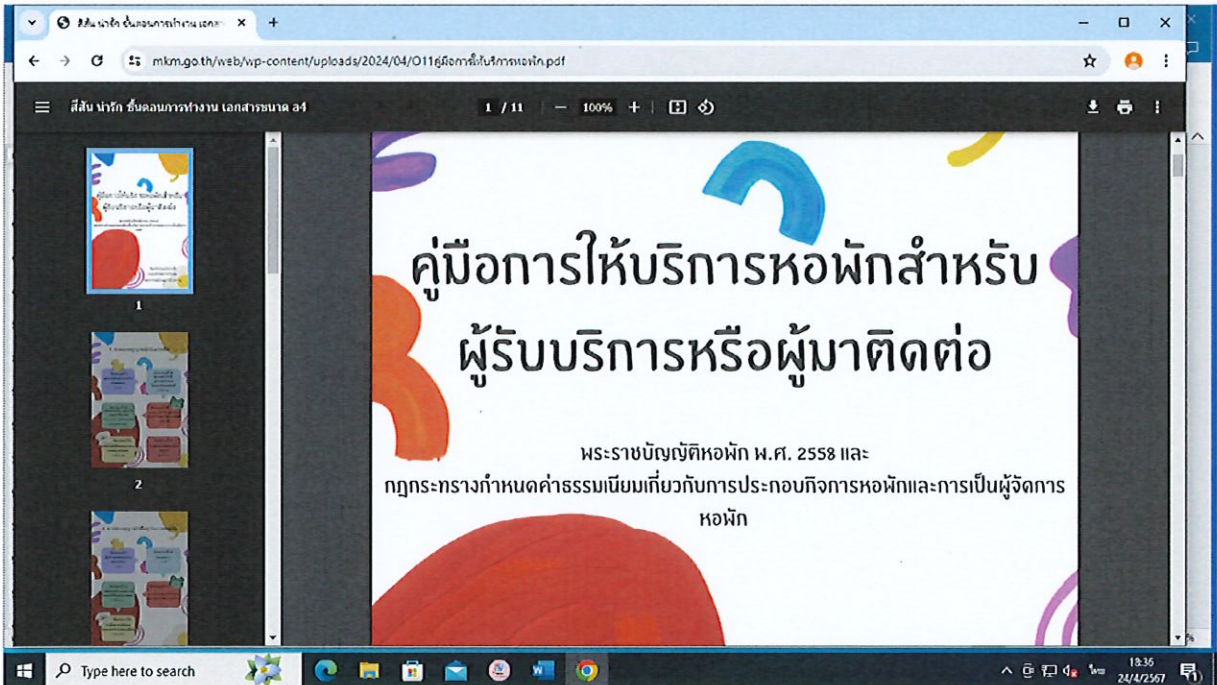 สีสัน น่ารัก ขั้นตอนการทำงาน เอกสา
mkm.go.th/web/wp-content/uploads/2024/04/O11คู่มือการให้บริการหอพัก.pdf
สีสัน น่ารัก ขั้นตอนการทำงาน เอกสารขนาด a4
1 / 11
100%
1
2
คู่มือการให้บริการหอพักสำหรับ
ผู้รับบริการหรือผู้มาติดต่อ
พระราชบัญญัติหอพัก พ.ศ. 2558 และ
กฎกระทรางกำหนดค่าธรรมเนียมเกี่ยวกับการประกอบกิจการหอพักและการเป็นผู้จัดการ
หอพัก
Type here to search
ไทย
18:36
24/4/2567